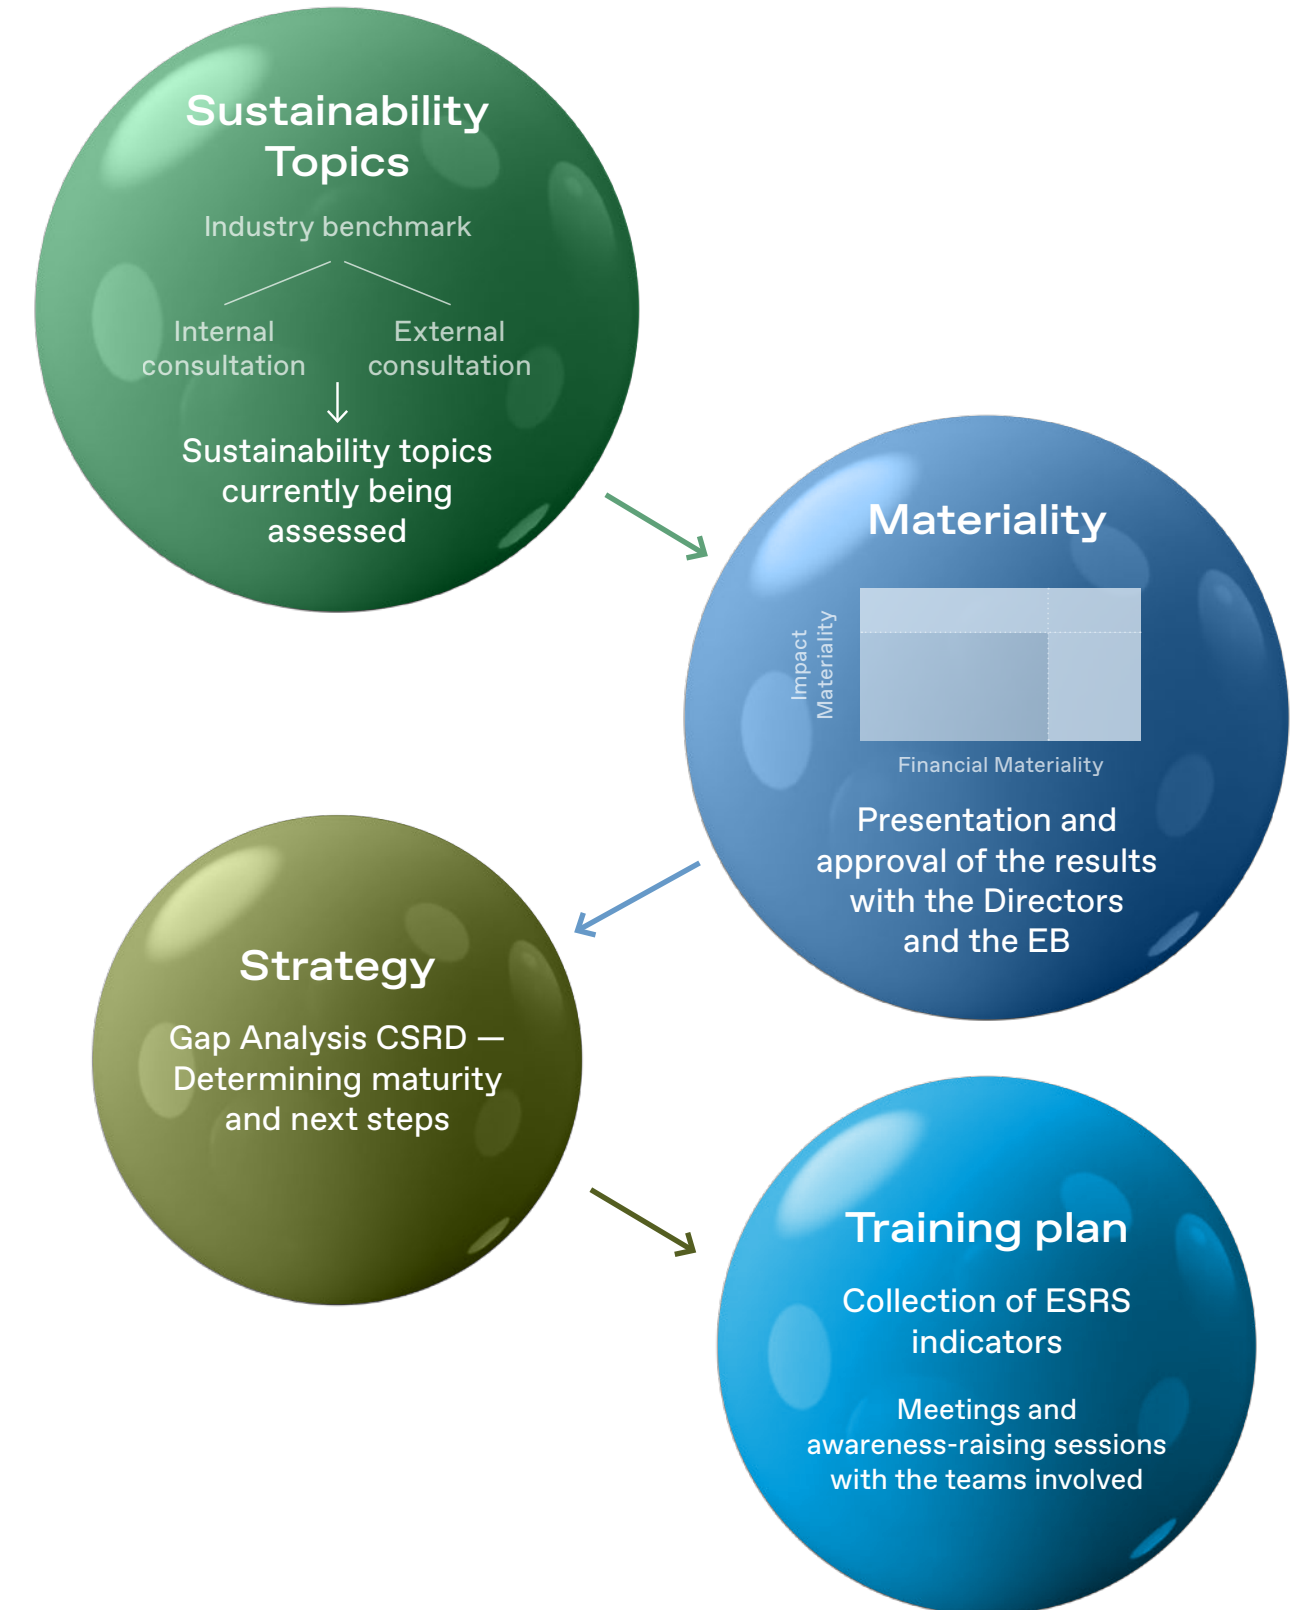 Sustainability
Topics
Industry benchmark
Internal
consultation
External
consultation
Sustainability topics
currently being
assessed
Materiality
Impact
Materiality
Financial Materiality
Presentation and
approval of the results
with the Directors
and the EB
Strategy
Gap Analysis CSRD —
Determining maturity
and next steps
Training plan
Collection of ESRS
indicators
Meetings and
awareness-raising sessions
with the teams involved